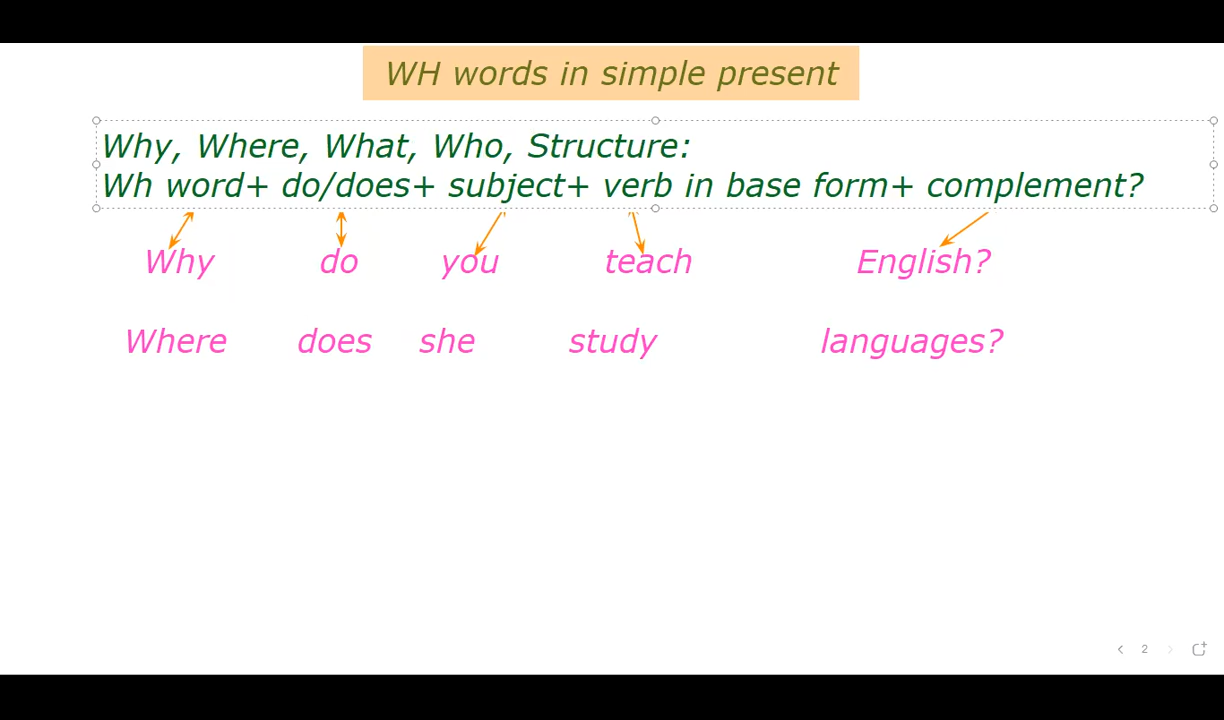 WH words in simple present
Why, Where, What, Who, Structure:
Wh word+ do/does+ subject+ verb in base form+ complement?
Why do you teach English?
Where does she study languages?
2